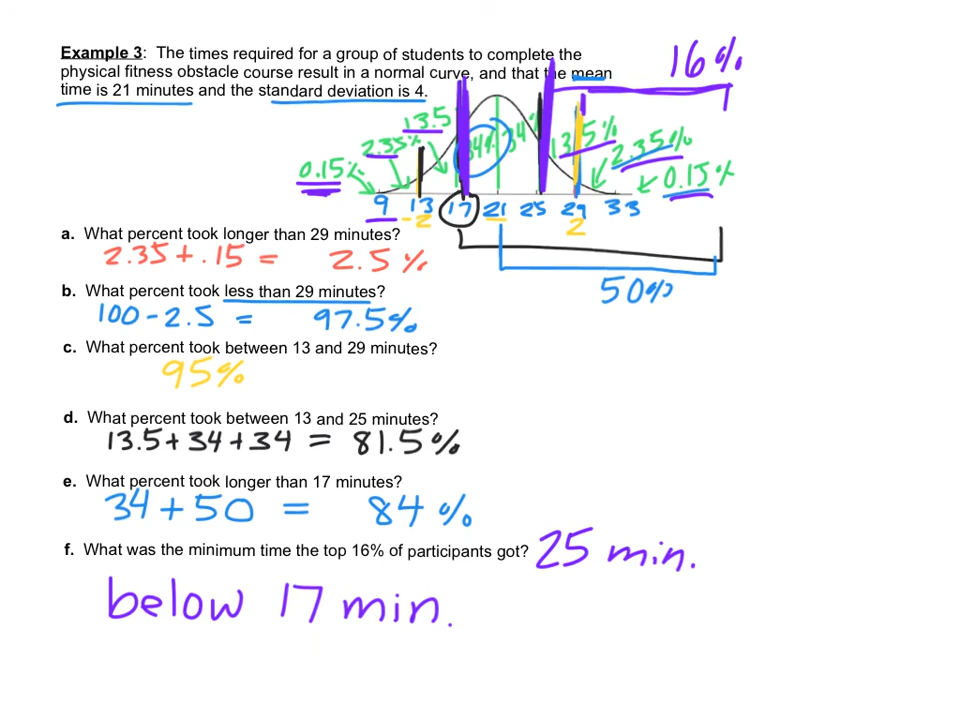 Example 3: The times required for a group of students to complete the
physical fitness obstacle course result in a normal curve, and that the mean
time is 21 minutes and the standard deviation is 4.
16%
0.15% 2.35% 13.5 34% 34% 13.5% 2.35% 0.15%
9 13 17 21 25 29 33
-2 2
50%
a. What percent took longer than 29 minutes?
2.35 + .15 = 2.5%
b. What percent took less than 29 minutes?
100 - 2.5 = 97.5%
c. What percent took between 13 and 29 minutes?
95%
d. What percent took between 13 and 25 minutes?
13.5 + 34 + 34 = 81.5%
e. What percent took longer than 17 minutes?
34 + 50 = 84%
f. What was the minimum time the top 16% of participants got? 25 min.
below 17 min.